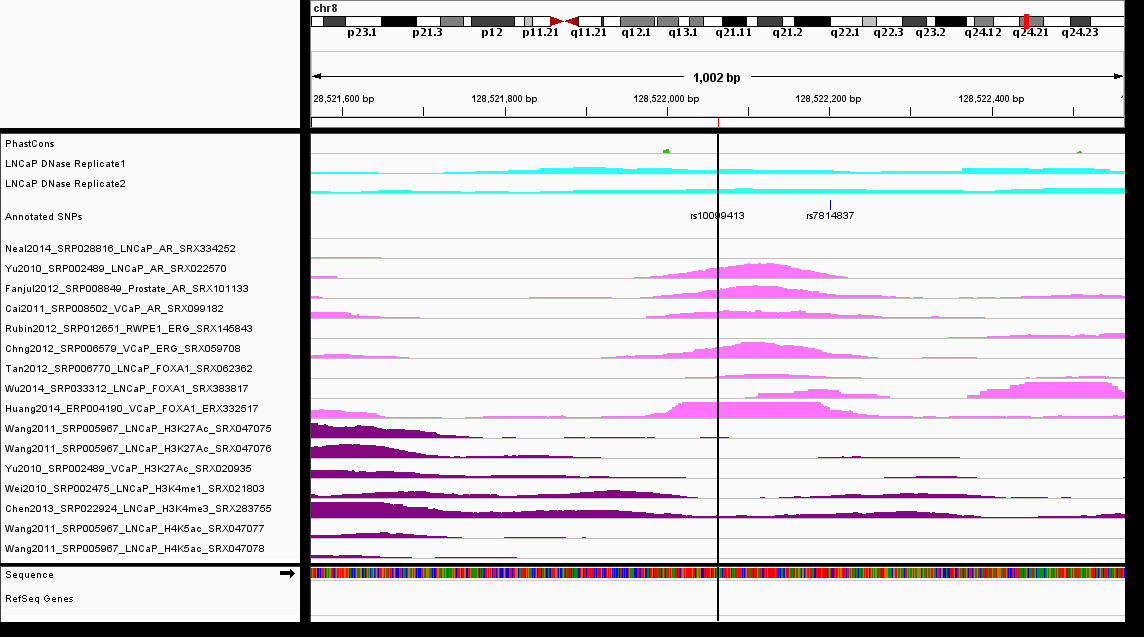 chr8
p23.1 p21.3 p12 p11.21 q11.21 q12.1 q13.1 q21.11 q21.2 q22.1 q22.3 q23.2 q24.12 q24.21 q24.23
1,002 bp
28,521,600 bp 128,521,800 bp 128,522,000 bp 128,522,200 bp 128,522,400 bp
PhastCons
LNCaP DNase Replicate1
LNCaP DNase Replicate2
Annotated SNPs
rs10099413 rs7814837
Neal2014_SRP028816_LNCaP_AR_SRX334252
Yu2010_SRP002489_LNCaP_AR_SRX022570
Fanjul2012_SRP008849_Prostate_AR_SRX101133
Cai2011_SRP008502_VCaP_AR_SRX099182
Rubin2012_SRP012651_RWPE1_ERG_SRX145843
Chng2012_SRP006579_VCaP_ERG_SRX059708
Tan2012_SRP006770_LNCaP_FOXA1_SRX062362
Wu2014_SRP033312_LNCaP_FOXA1_SRX383817
Huang2014_ERP004190_VCaP_FOXA1_ERX332517
Wang2011_SRP005967_LNCaP_H3K27Ac_SRX047075
Wang2011_SRP005967_LNCaP_H3K27Ac_SRX047076
Yu2010_SRP002489_VCaP_H3K27Ac_SRX020935
Wei2010_SRP002475_LNCaP_H3K4me1_SRX021803
Chen2013_SRP022924_LNCaP_H3K4me3_SRX283755
Wang2011_SRP005967_LNCaP_H4K5ac_SRX047077
Wang2011_SRP005967_LNCaP_H4K5ac_SRX047078
Sequence
RefSeq Genes